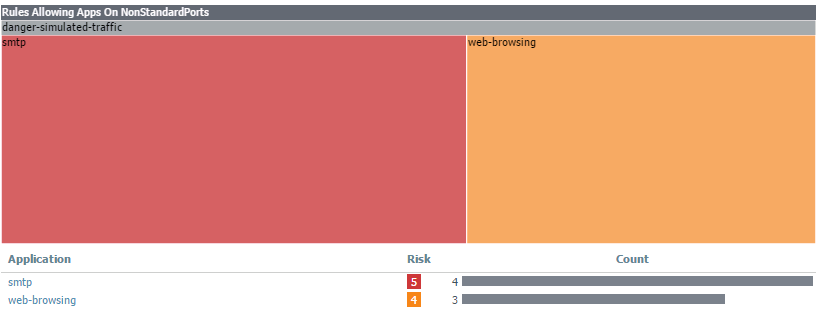 Rules Allowing Apps On NonStandardPorts
danger-simulated-traffic
smtp web-browsing
Application Risk Count
smtp 5 4
web-browsing 4 3